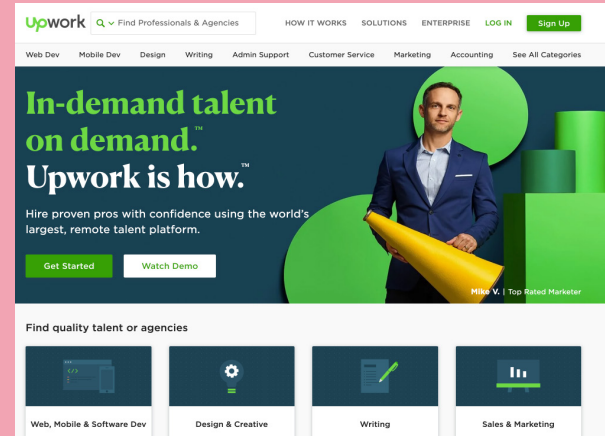 Upwork
Find Professionals & Agencies
HOW IT WORKS SOLUTIONS ENTERPRISE LOG IN Sign Up
Web Dev Mobile Dev Design Writing Admin Support Customer Service Marketing Accounting See All Categories
In-demand talent
on demand.™
Upwork is how.™
Hire proven pros with confidence using the world's
largest, remote talent platform.
Get Started Watch Demo
Mike V. | Top Rated Marketer
Find quality talent or agencies
Web, Mobile & Software Dev Design & Creative Writing Sales & Marketing